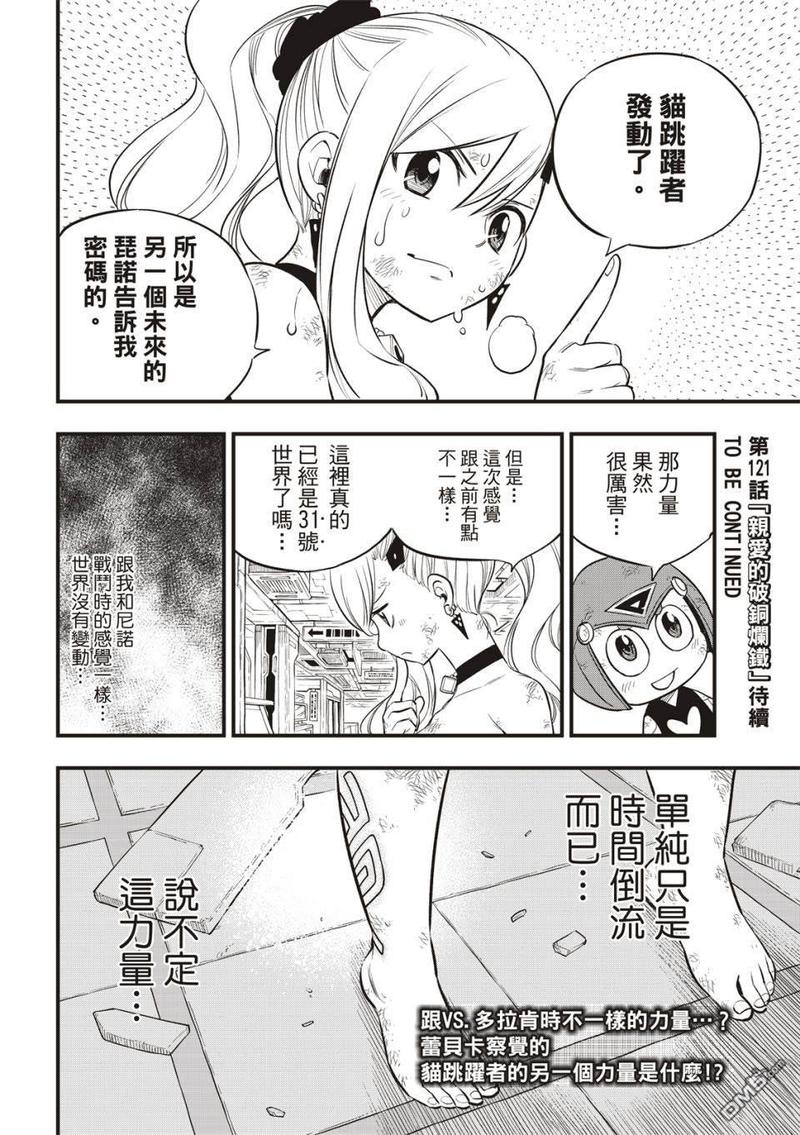 貓跳躍者
發動了。
所以是
另一個未來的
琵諾告訴我
密碼的。
那力量
果然
很厲害…
但是…
這次感覺
跟之前有點
不一樣…
這裡真的
已經是31號
世界了嗎…
跟我和尼諾
戰鬥時的感覺一樣…
世界沒有變動…
單純只是
時間倒流
而已…
說不定
這力量…
跟VS.多拉肯時不一樣的力量…?
蕾貝卡察覺的
貓跳躍者的另一個力量是什麼!?
第121話『親愛的破銅爛鐵』待續
TO BE CONTINUED